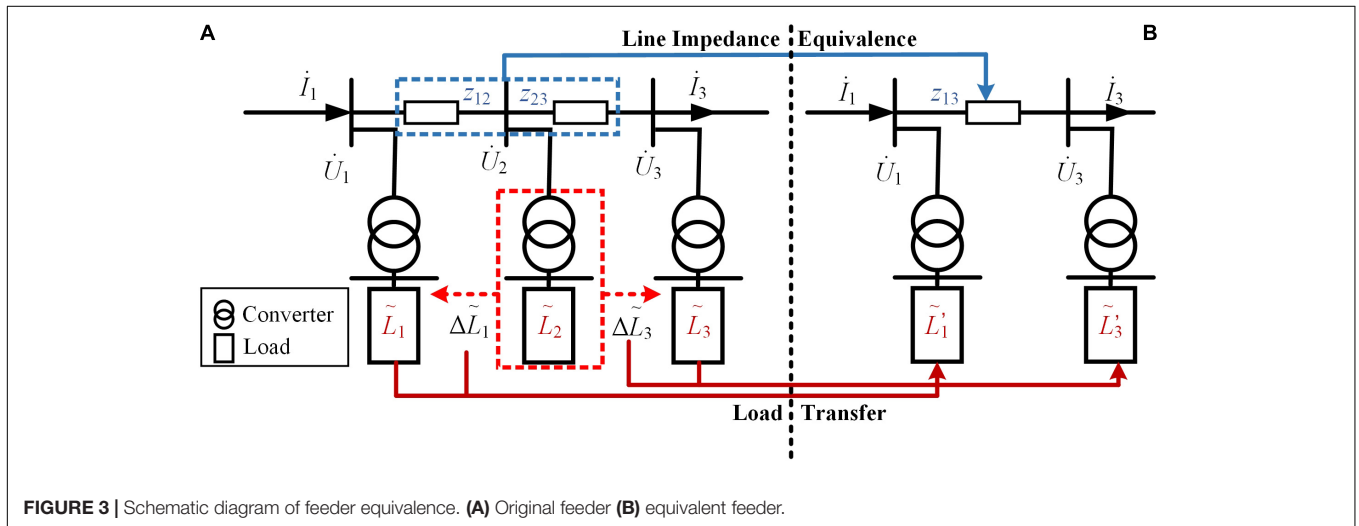 A
Line Impedance Equivalence
B
İ₁
z₁₂
z₂₃
İ₃
İ₁
z₁₃
İ₃
U̇₁
U̇₂
U̇₃
U̇₁
U̇₃
Converter
Load
L̃₁
ΔL̃₁
L̃₂
ΔL̃₃
L̃₃
L̃₁'
L̃₃'
Load Transfer
FIGURE 3 | Schematic diagram of feeder equivalence. (A) Original feeder (B) equivalent feeder.